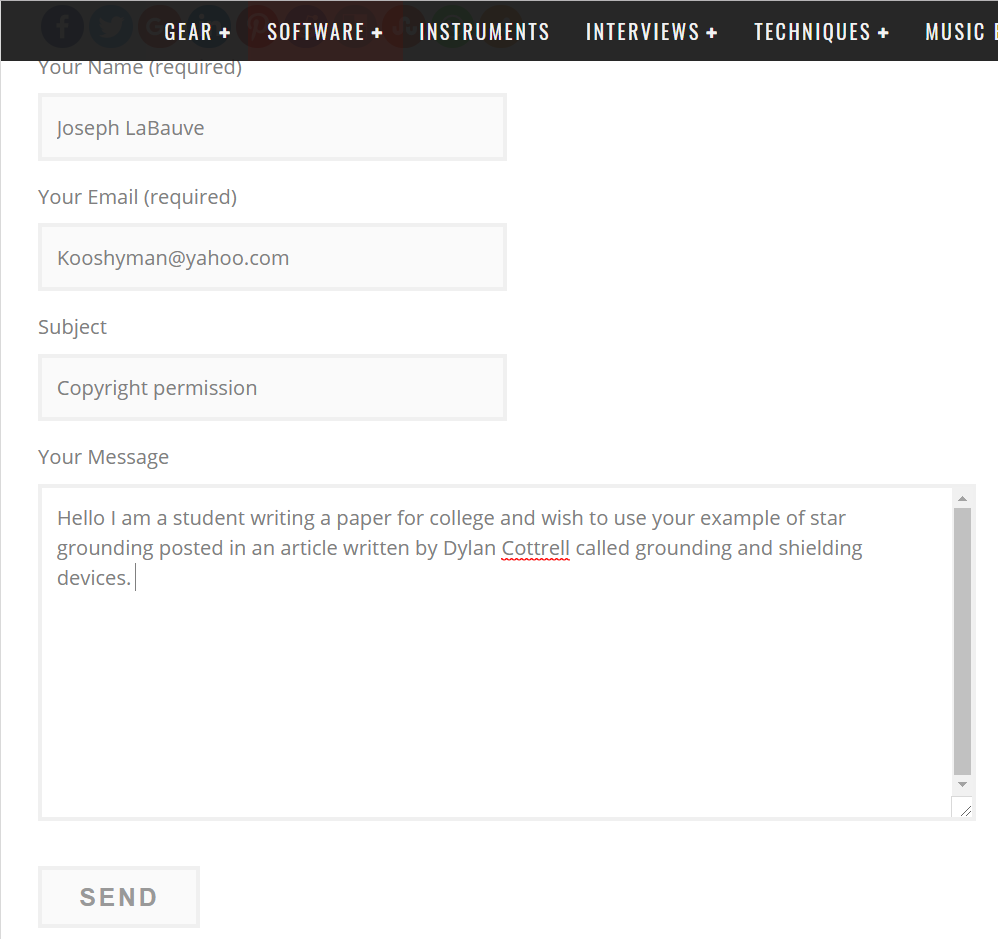 GEAR + SOFTWARE + INSTRUMENTS INTERVIEWS + TECHNIQUES + MUSIC
Your Name (required)
Joseph LaBauve
Your Email (required)
Kooshyman@yahoo.com
Subject
Copyright permission
Your Message
Hello I am a student writing a paper for college and wish to use your example of star
grounding posted in an article written by Dylan Cottrell called grounding and shielding
devices.
SEND